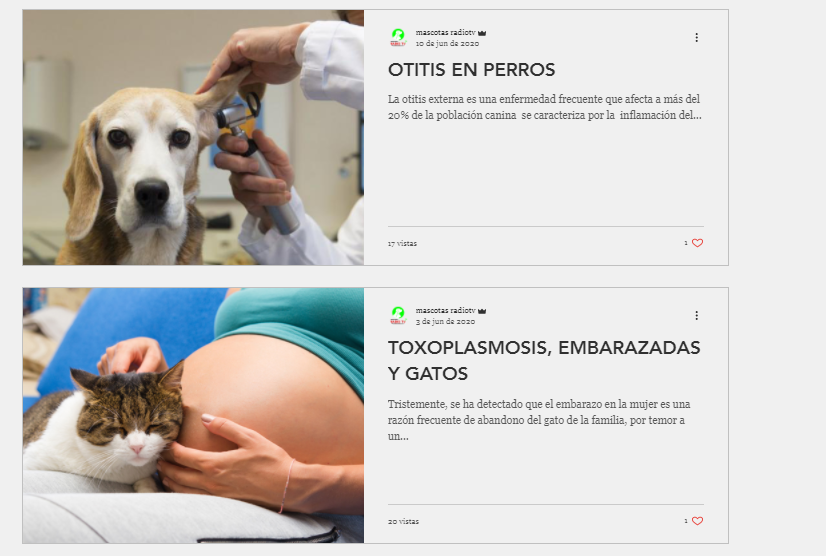 mascotas radiotv
10 de jun de 2020
OTITIS EN PERROS
La otitis externa es una enfermedad frecuente que afecta a más del
20% de la población canina  se caracteriza por la  inflamación del...
17 vistas
1
mascotas radiotv
3 de jun de 2020
TOXOPLASMOSIS, EMBARAZADAS
Y GATOS
Tristemente, se ha detectado que el embarazo en la mujer es una
razón frecuente de abandono del gato de la familia, por temor a
un...
20 vistas
1